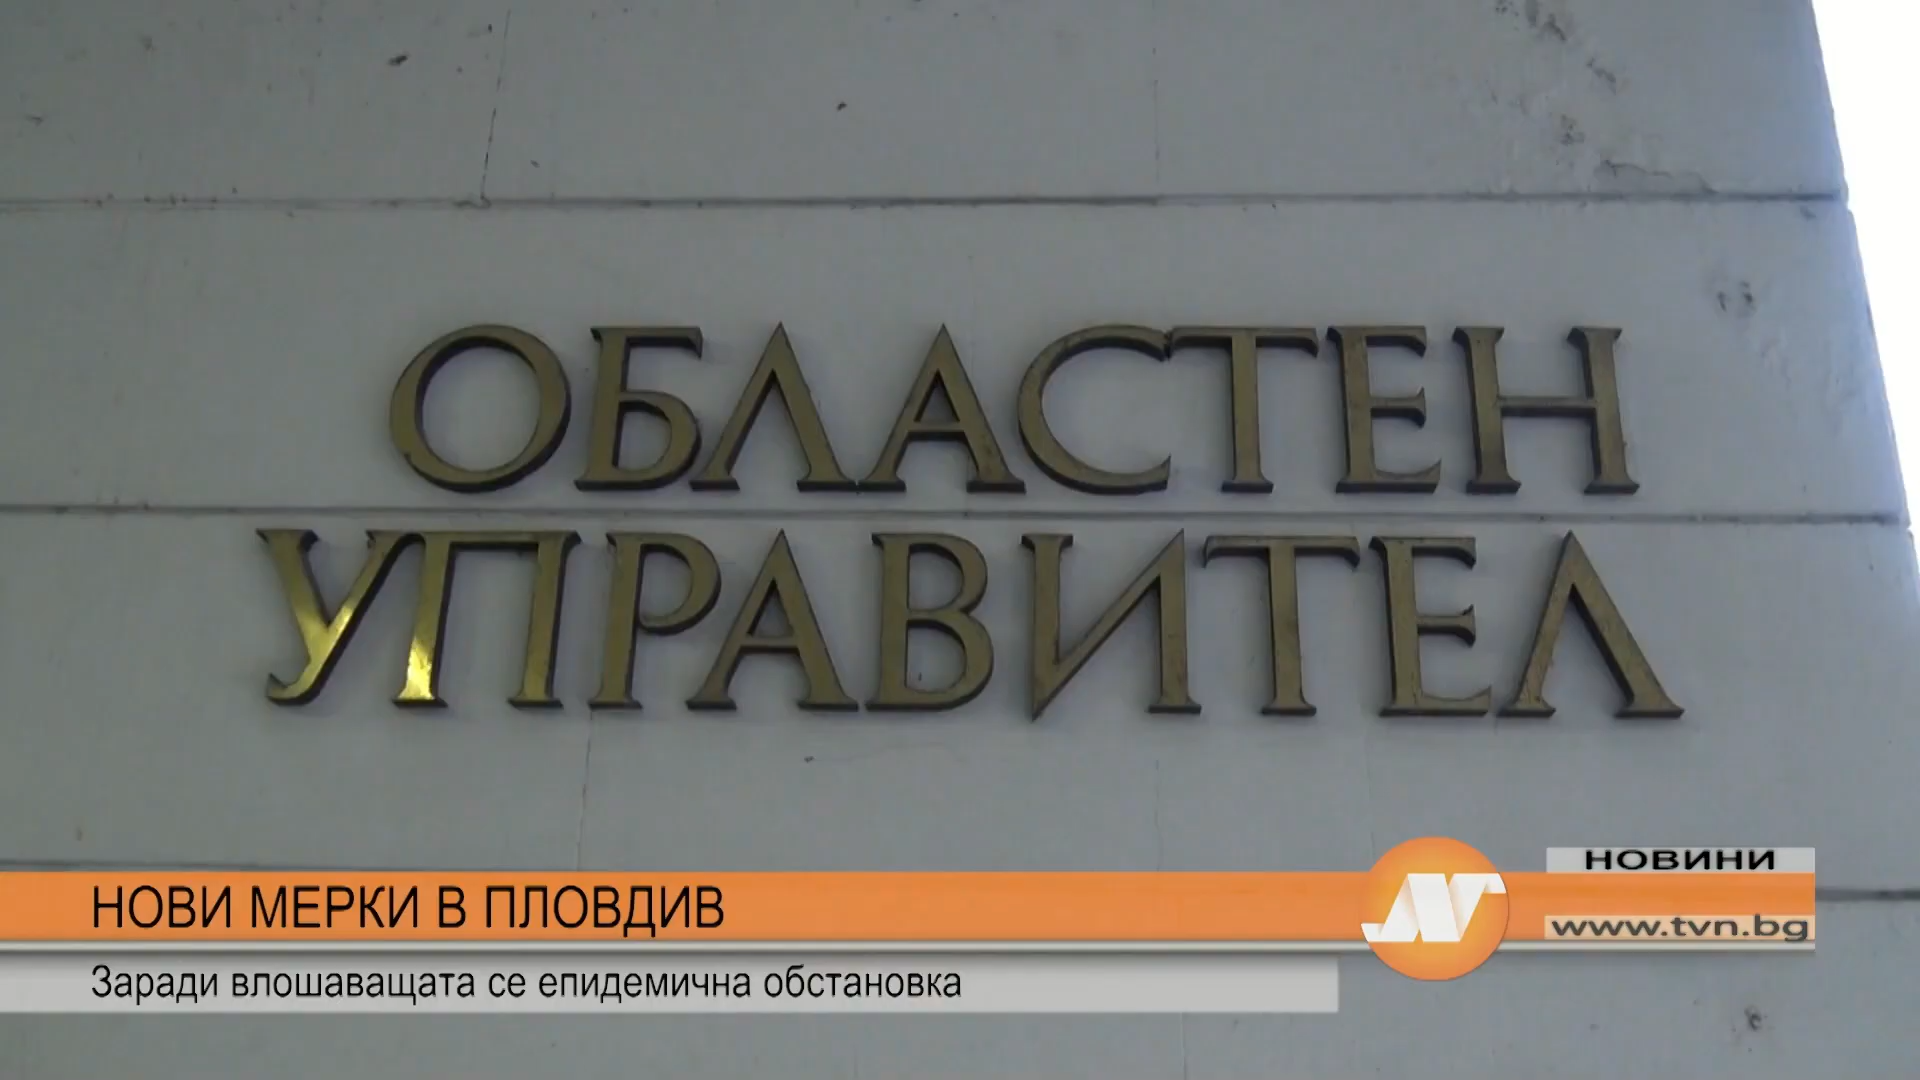 ОБЛАСТЕН
УПРАВИТЕЛ
НОВИНИ
НОВИ МЕРКИ В ПЛОВДИВ
www.tvn.bg
Заради влошаващата се епидемична обстановка